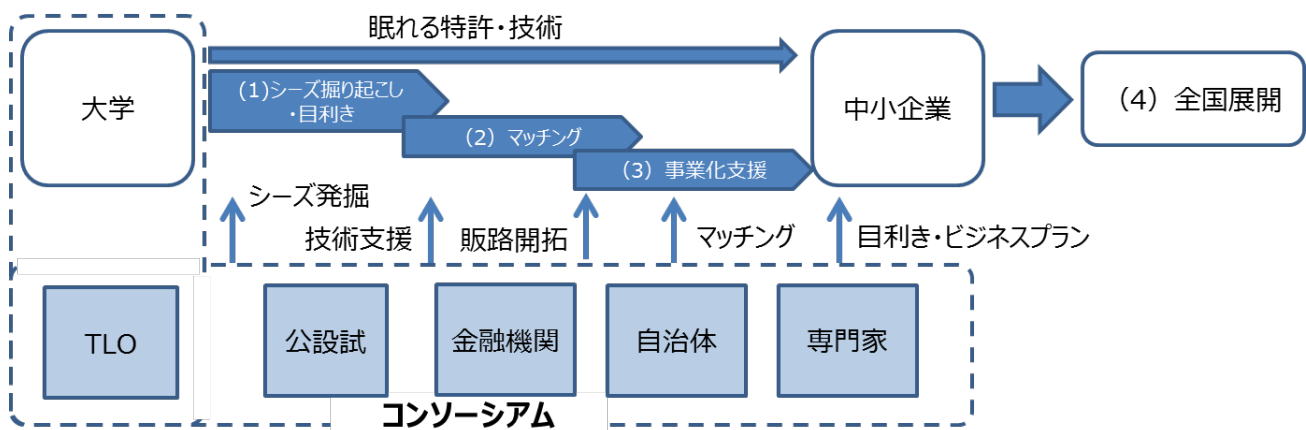 眠れる特許・技術
大学
(1)シーズ掘り起こし
・目利き
（2）マッチング
（3）事業化支援
中小企業
（4）全国展開
シーズ発掘
技術支援
販路開拓
マッチング
目利き・ビジネスプラン
TLO
公設試
金融機関
自治体
専門家
コンソーシアム